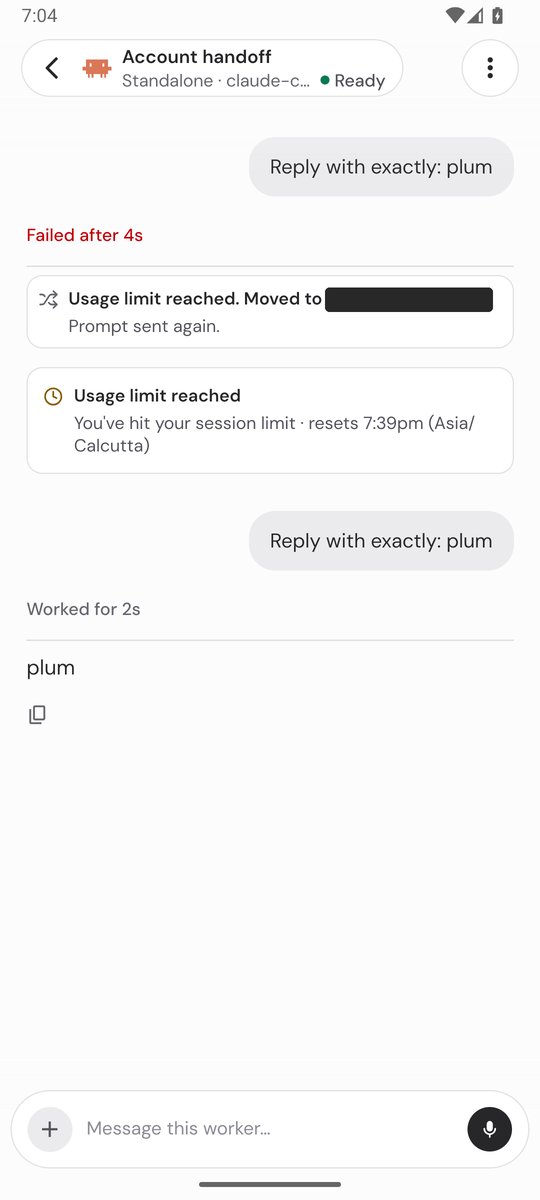 7:04
Account handoff
Standalone · claude-c... Ready
Reply with exactly: plum
Failed after 4s
Usage limit reached. Moved to
Prompt sent again.
Usage limit reached
You've hit your session limit · resets 7:39pm (Asia/
Calcutta)
Reply with exactly: plum
Worked for 2s
plum
Message this worker...